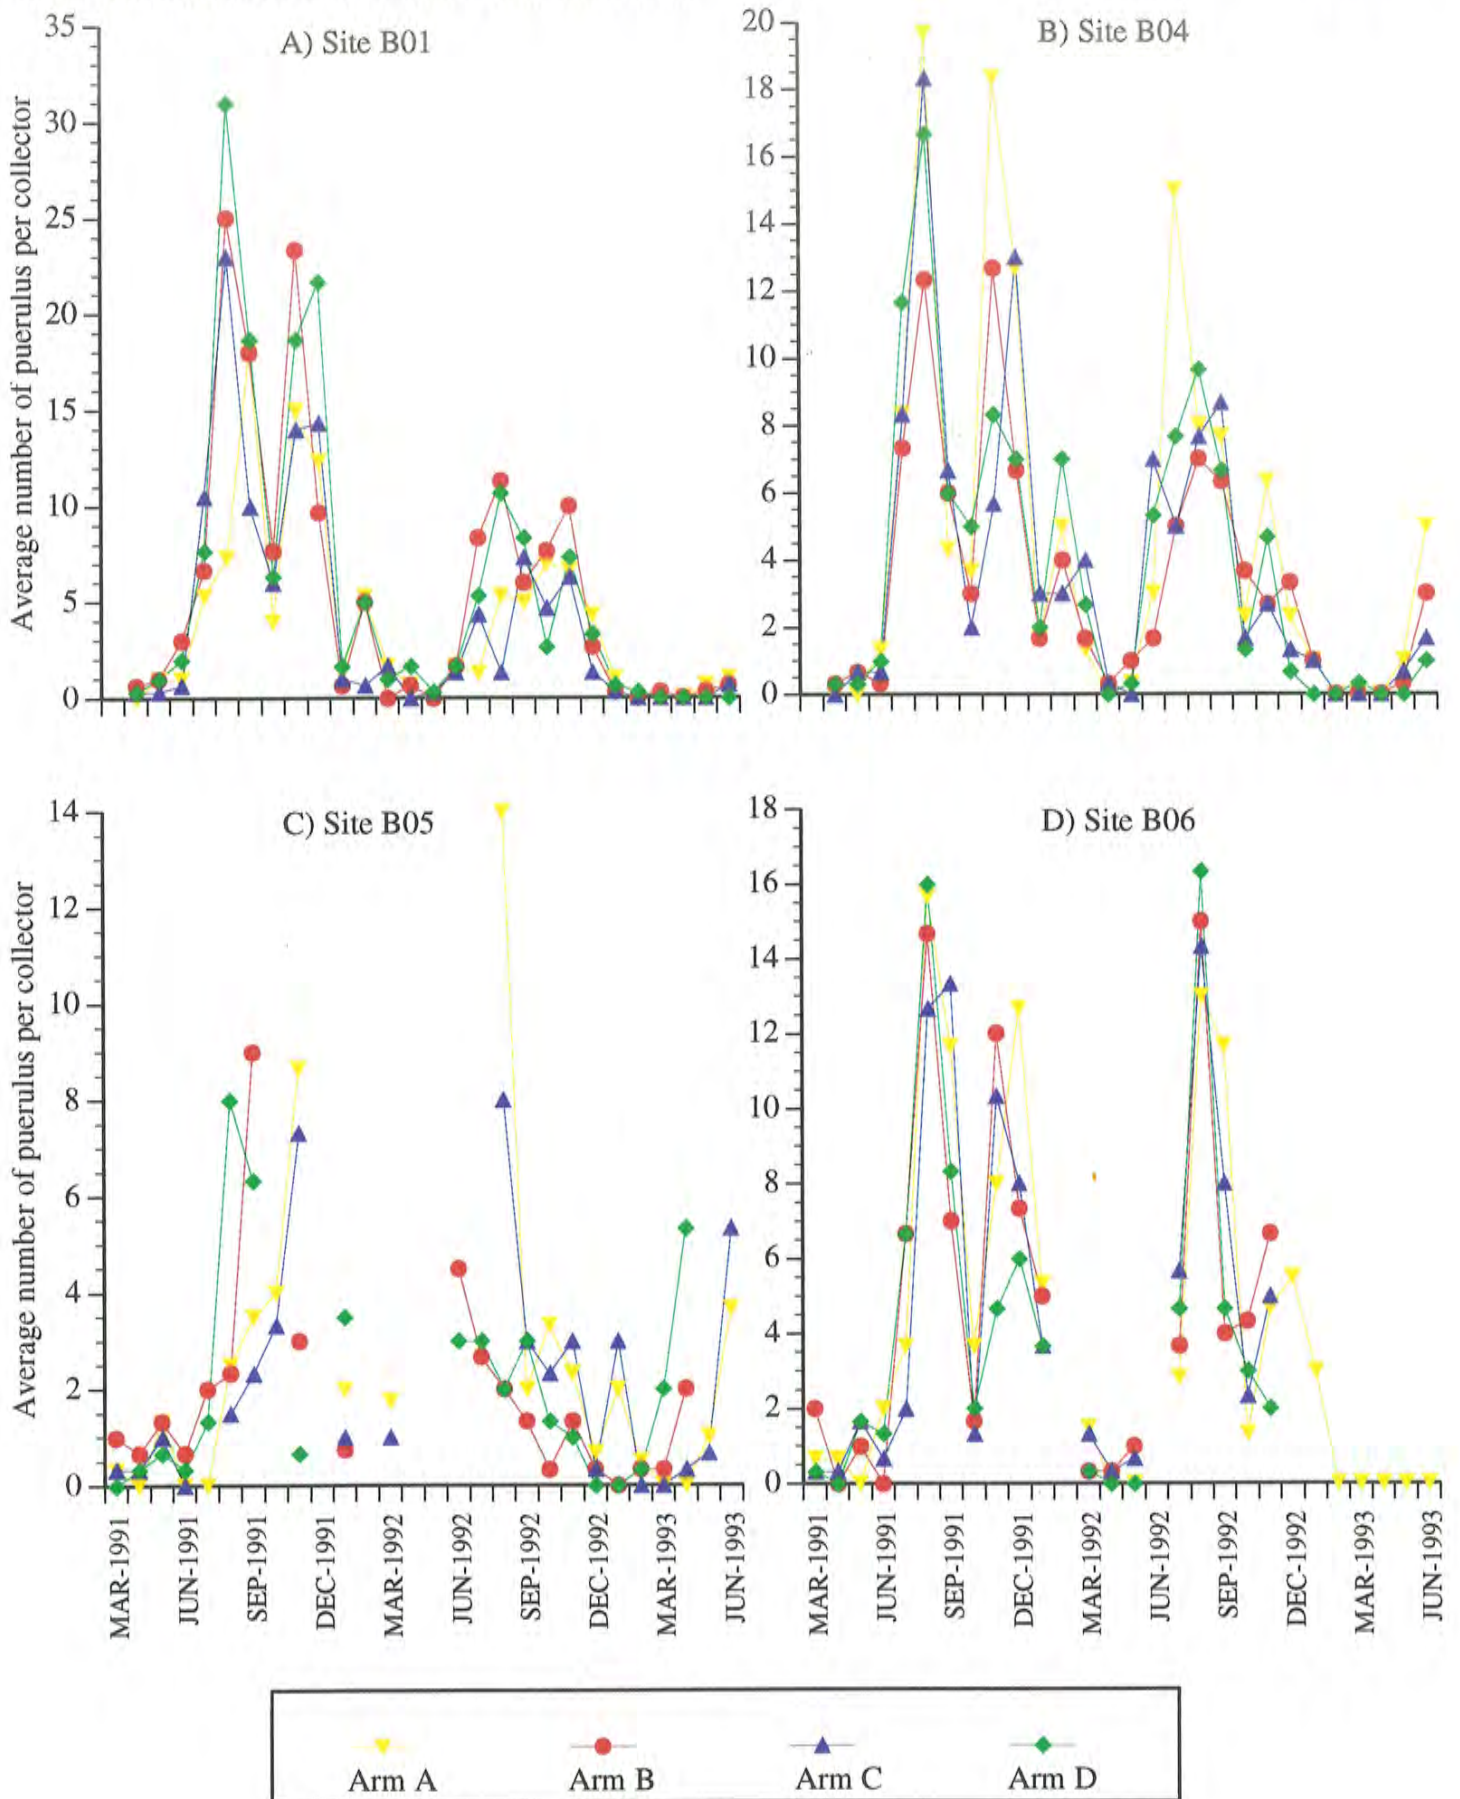 A) Site B01
Average number of puerulus per collector
35
30
25
20
15
10
5
0
B) Site B04
20
18
16
14
12
10
8
6
4
2
0
C) Site B05
Average number of puerulus per collector
14
12
10
8
6
4
2
0
MAR-1991
JUN-1991
SEP-1991
DEC-1991
MAR-1992
JUN-1992
SEP-1992
DEC-1992
MAR-1993
JUN-1993
D) Site B06
18
16
14
12
10
8
6
4
2
0
MAR-1991
JUN-1991
SEP-1991
DEC-1991
MAR-1992
JUN-1992
SEP-1992
DEC-1992
MAR-1993
JUN-1993
Arm A
Arm B
Arm C
Arm D